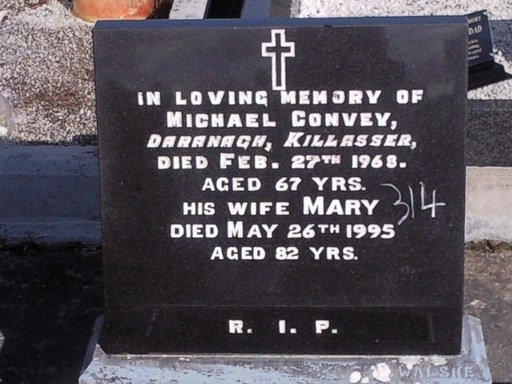 IN LOVING MEMORY OF
MICHAEL CONVEY,
DARANAGH, KILLASSER,
DIED FEB. 27TH 1968.
AGED 67 YRS.
HIS WIFE MARY
314
DIED MAY 26TH 1995
AGED 82 YRS.
R. I. P.
WALSHE
DAD